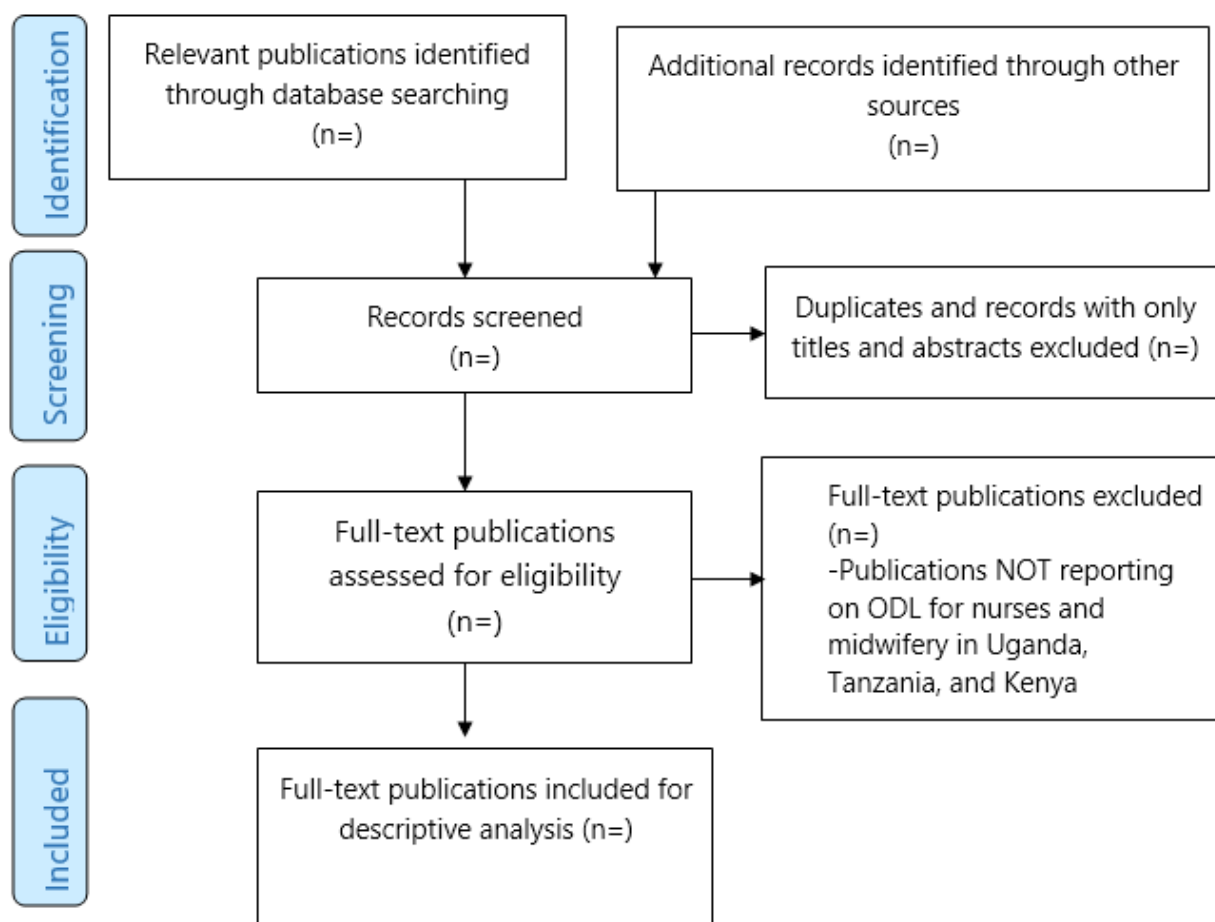 Identification
Relevant publications identified
through database searching
(n=)
Additional records identified through other
sources
(n=)
Screening
Records screened
(n=)
Duplicates and records with only
titles and abstracts excluded (n=)
Eligibility
Full-text publications
assessed for eligibility
(n=)
Full-text publications excluded
(n=)
-Publications NOT reporting
on ODL for nurses and
midwifery in Uganda,
Tanzania, and Kenya
Included
Full-text publications included for
descriptive analysis (n=)